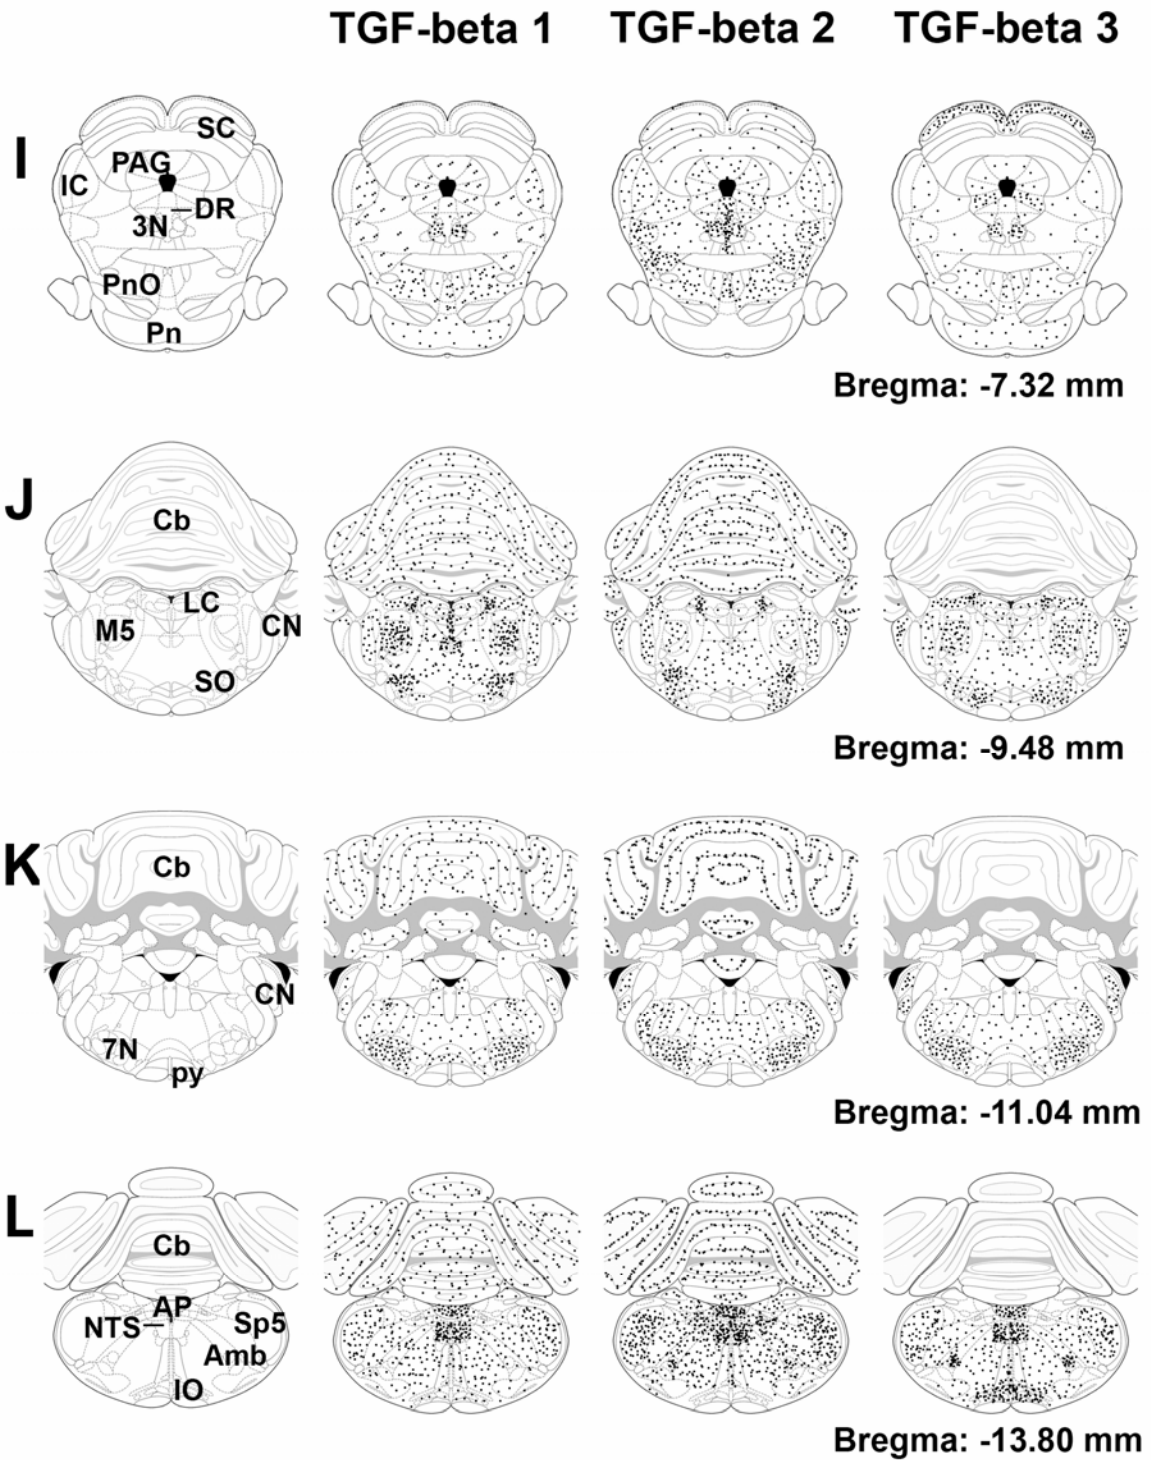 TGF-beta 1 TGF-beta 2 TGF-beta 3
I
SC
PAG
IC
DR
3N
PnO
Pn
Bregma: -7.32 mm
J
Cb
LC
M5
CN
SO
Bregma: -9.48 mm
K
Cb
CN
7N
py
Bregma: -11.04 mm
L
Cb
AP
NTS
Sp5
Amb
IO
Bregma: -13.80 mm